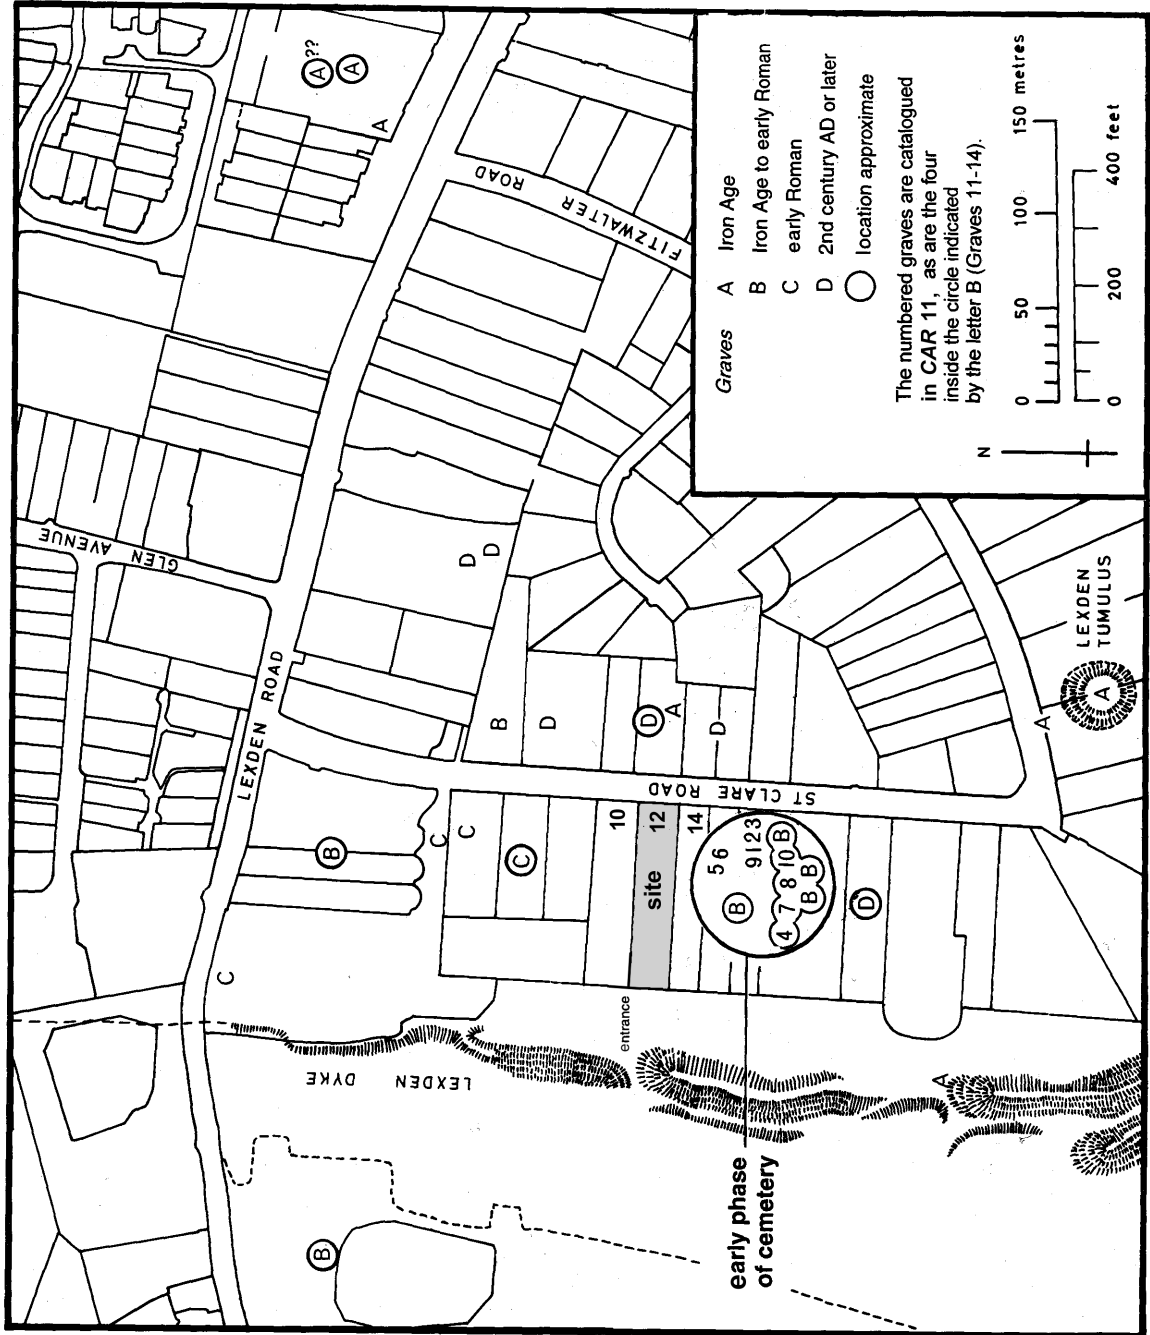 GLEN AVENUE
LEXDEN ROAD
FITZWALTER ROAD
ST CLARE ROAD
LEXDEN DYKE
LEXDEN
TUMULUS
entrance
site
10
12
14
early phase
of cemetery
A??
A
A
B
C
C
C
C
B
B
D
D
D
D
A
D
5 6
9 1 2 3
4 7 8 10 B
B
B B
D
A
A
A
Graves
A Iron Age
B Iron Age to early Roman
C early Roman
D 2nd century AD or later
location approximate
The numbered graves are catalogued
in CAR 11, as are the four
inside the circle indicated
by the letter B (Graves 11-14).
N
0 50 100 150 metres
0 200 400 feet